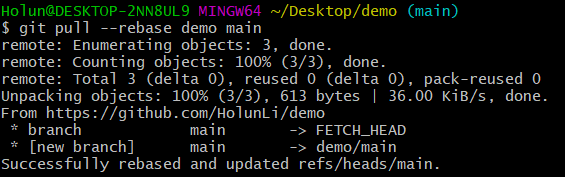 Holun@DESKTOP-2NN8UL9 MINGW64 ~/Desktop/demo (main)
$ git pull --rebase demo main
remote: Enumerating objects: 3, done.
remote: Counting objects: 100% (3/3), done.
remote: Total 3 (delta 0), reused 0 (delta 0), pack-reused 0
Unpacking objects: 100% (3/3), 613 bytes | 36.00 KiB/s, done.
From https://github.com/HolunLi/demo
 * branch            main       -> FETCH_HEAD
 * [new branch]      main       -> demo/main
Successfully rebased and updated refs/heads/main.